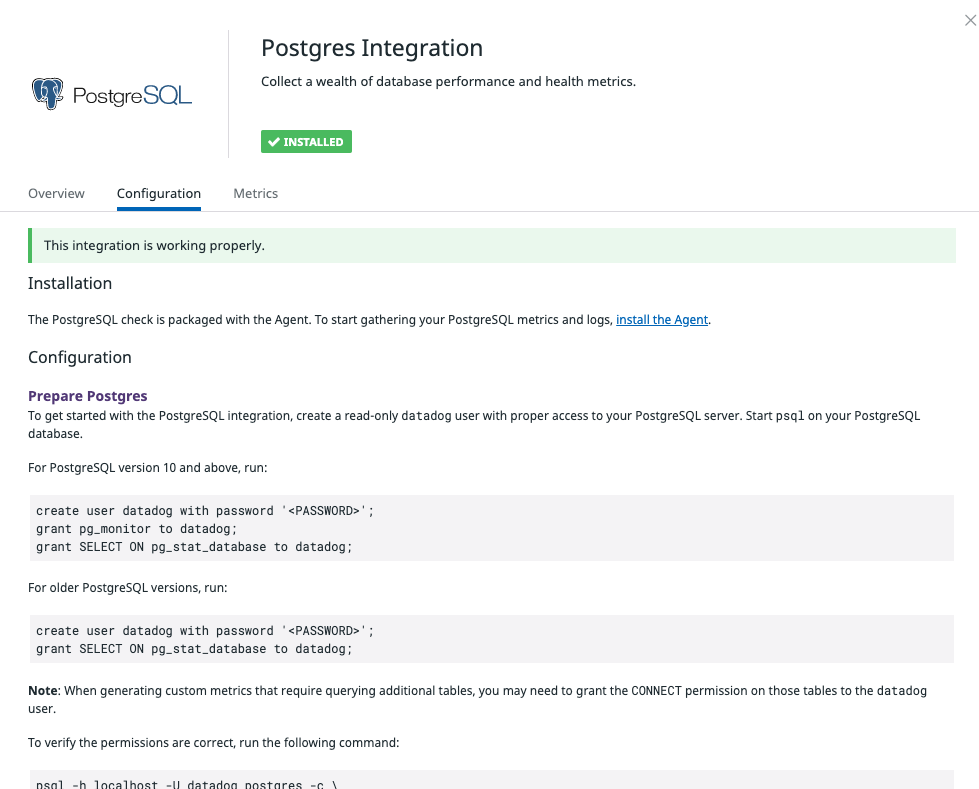 Postgres Integration
PostgreSQL
Collect a wealth of database performance and health metrics.
INSTALLED
Overview Configuration Metrics
This integration is working properly.
Installation
The PostgreSQL check is packaged with the Agent. To start gathering your PostgreSQL metrics and logs, install the Agent.
Configuration
Prepare Postgres
To get started with the PostgreSQL integration, create a read-only datadog user with proper access to your PostgreSQL server. Start psql on your PostgreSQL
database.
For PostgreSQL version 10 and above, run:
create user datadog with password '<PASSWORD>';
grant pg_monitor to datadog;
grant SELECT ON pg_stat_database to datadog;
For older PostgreSQL versions, run:
create user datadog with password '<PASSWORD>';
grant SELECT ON pg_stat_database to datadog;
Note: When generating custom metrics that require querying additional tables, you may need to grant the CONNECT permission on those tables to the datadog
user.
To verify the permissions are correct, run the following command:
psql -h localhost -U datadog postgres -c \